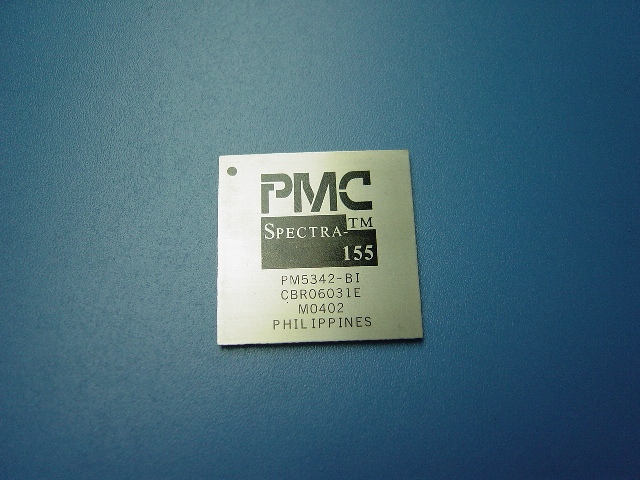 PMC
SPECTRA-TM
155
PM5342-BI
CBR06031E
M0402
PHILIPPINES